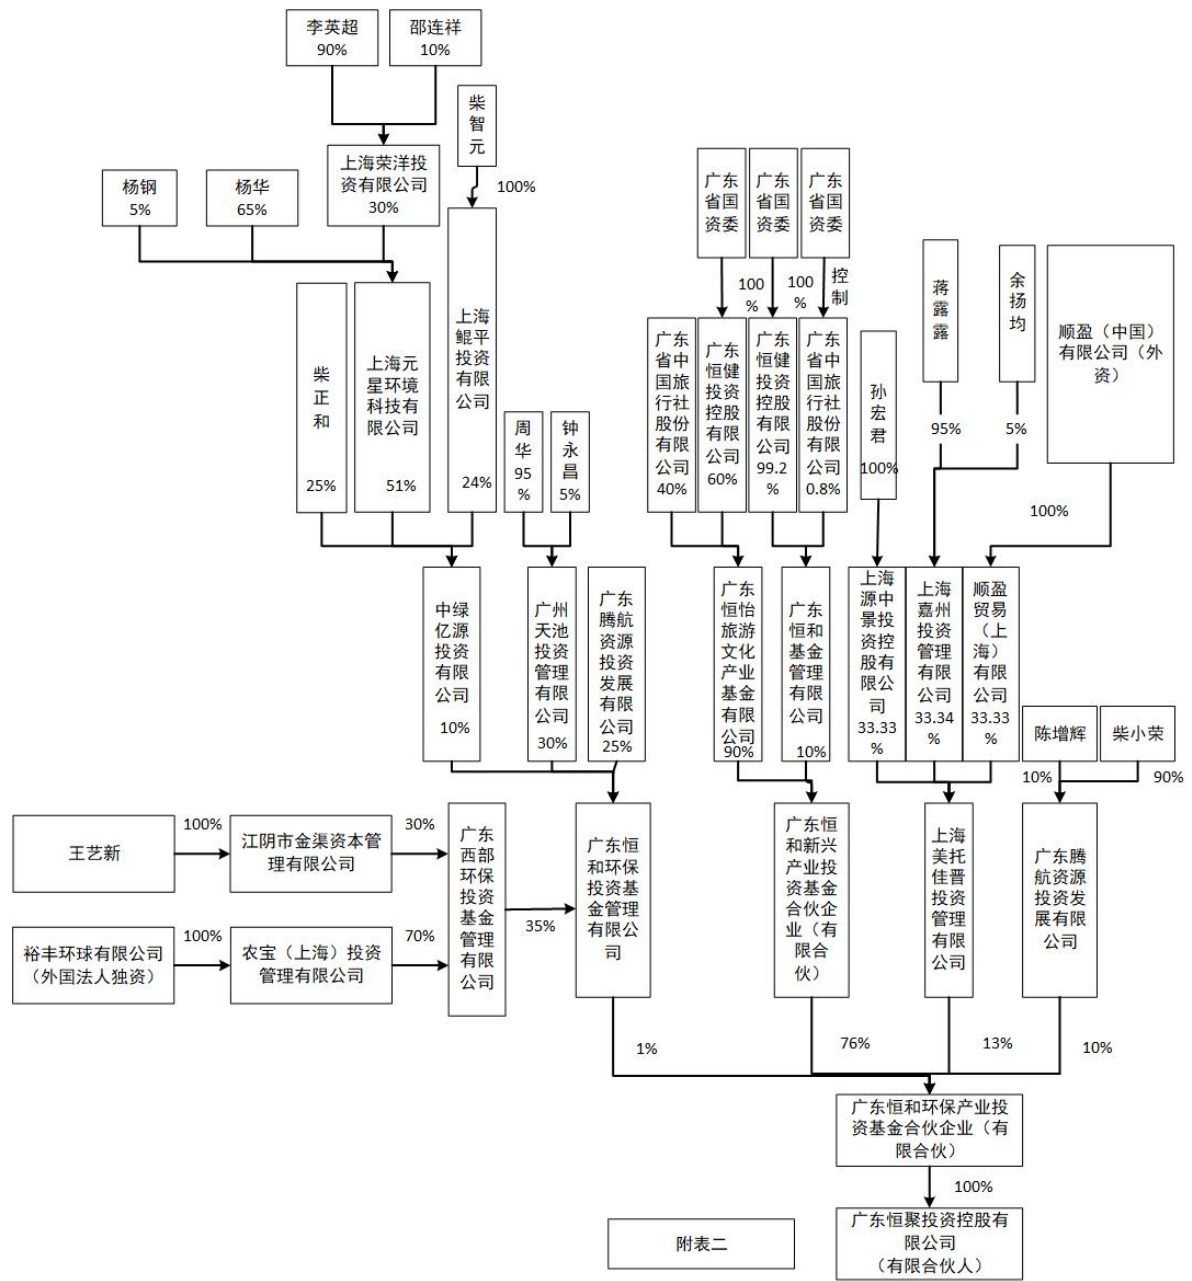 李英超
90%
邵连祥
10%
柴
智
元
100%
杨钢
5%
杨华
65%
上海荣洋投
资有限公司
30%
广东
省国
资委
广东
省国
资委
广东
省国
资委
100
%
100
%
控
制
蒋
露
露
余
扬
均
顺盈（中国）
有限公司（外
资）
柴
正
和
25%
上海元
星环境
科技有
限公司
51%
上海
鲲平
投资
有限
公司
24%
周
华
95
%
钟
永
昌
5%
广东
省中
国旅
行社
股份
有限
公司
40%
广东
恒健
投资
控股
有限
公司
60%
广东
恒健
投资
控股
有限
公司
99.2
%
广东
省中
国旅
行社
股份
有限
公司
0.8%
孙
宏
君
100%
95%
5%
100%
中绿
亿源
投资
有限
公司
10%
广州
天池
投资
管理
有限
公司
30%
广东
腾航
资源
投资
发展
有限
公司
25%
广东
恒怡
旅游
文化
产业
基金
有限
公司
90%
广东
恒和
基金
管理
有限
公司
10%
上海
源中
景投
资控
股有
限公
司
33.33
%
上海
嘉州
投资
管理
有限
公司
33.34
%
顺盈
贸易
（上
海）
有限
公司
33.33
%
陈增辉
10%
柴小荣
90%
王艺新
100%
江阴市金渠资本管
理有限公司
30%
裕丰环球有限公司
（外国法人独资）
100%
农宝（上海）投资
管理有限公司
70%
广东
西部
环保
投资
基金
管理
有限
公司
35%
广东恒
和环保
投资基
金管理
有限公
司
广东恒
和新兴
产业投
资基金
合伙企
业（有
限合
伙）
上海
美托
佳晋
投资
管理
有限
公司
广东腾
航资源
投资发
展有限
公司
1%
76%
13%
10%
广东恒和环保产业投
资基金合伙企业（有
限合伙）
100%
广东恒聚投资控股有
限公司
（有限合伙人）
附表二